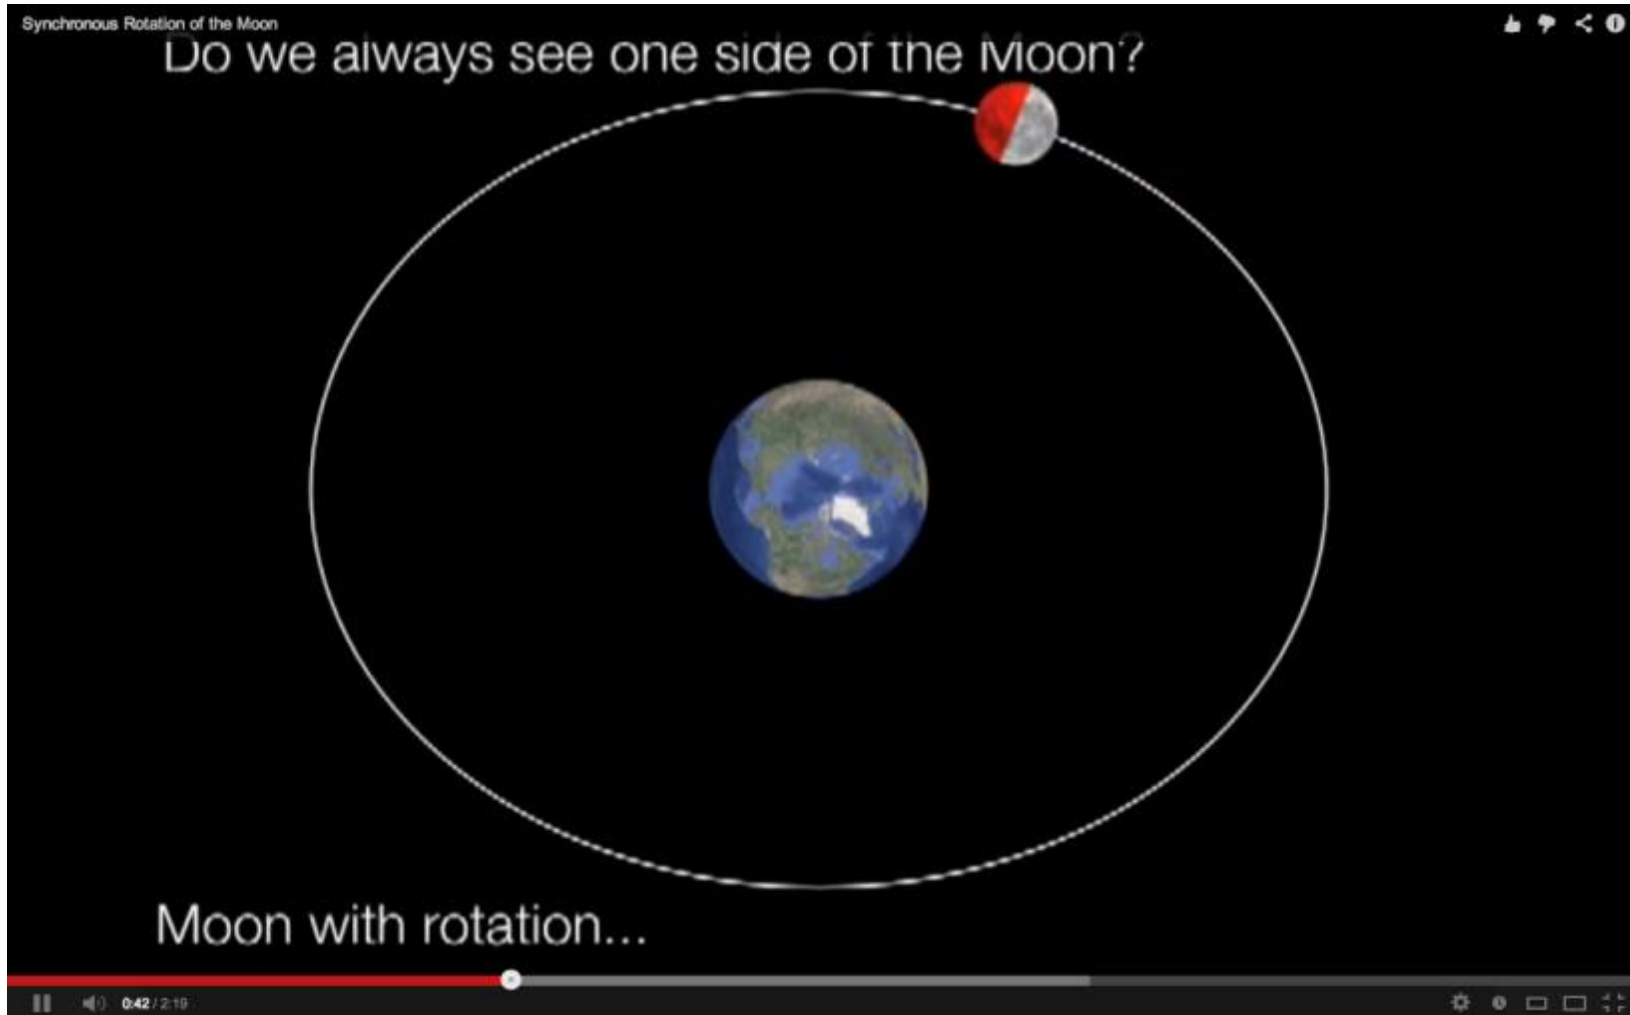 Synchronous Rotation of the Moon
Do we always see one side of the Moon?
Moon with rotation...
0:42 / 2:19